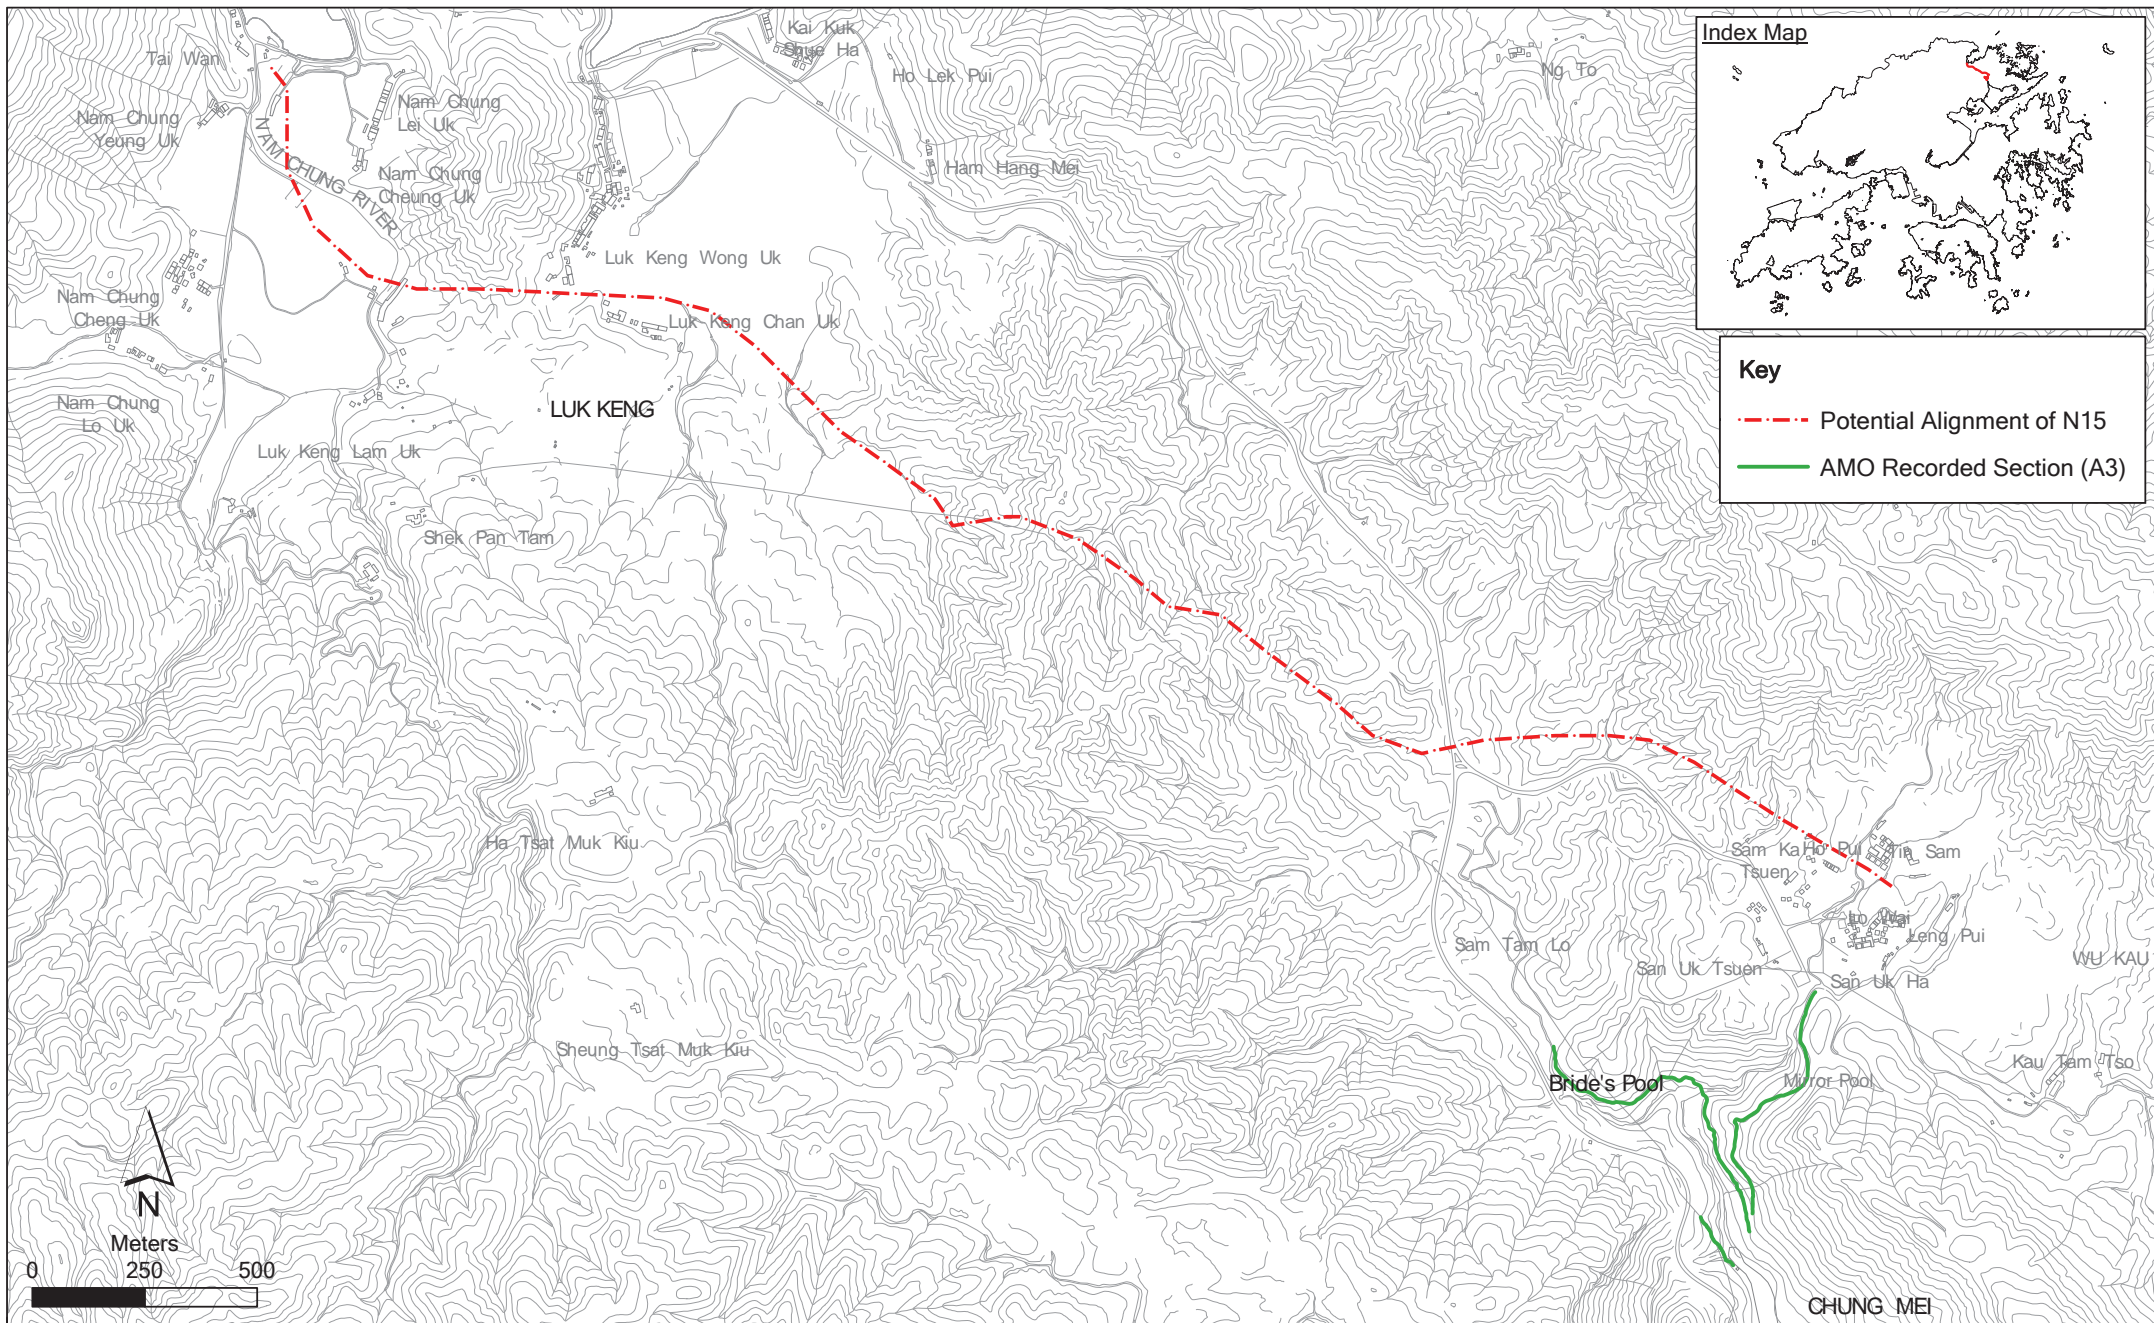 Index Map
Key
Potential Alignment of N15
AMO Recorded Section (A3)
Kai Kuk
Shue Ha
Tai Wan
Ho Lek Pui
Ng To
Nam Chung
Lei Uk
Nam Chung
Yeung Uk
NAM CHUNG RIVER
Ham Hang Mei
Nam Chung
Cheung Uk
Luk Keng Wong Uk
Nam Chung
Cheng Uk
Luk Keng Chan Uk
Nam Chung
Lo Uk
LUK KENG
Luk Keng Lam Uk
Shek Pan Tam
Ha Tsat Muk Kiu
Sam Ka
Tsuen
Ho Pui
Tin Sam
Lo Wai
Leng Pui
Sam Tam Lo
San Uk Tsuen
San Uk Ha
WU KAU
Sheung Tsat Muk Kiu
Bride's Pool
Mirror Pool
Kau Tam Tso
CHUNG MEI
N
Meters
0 250 500